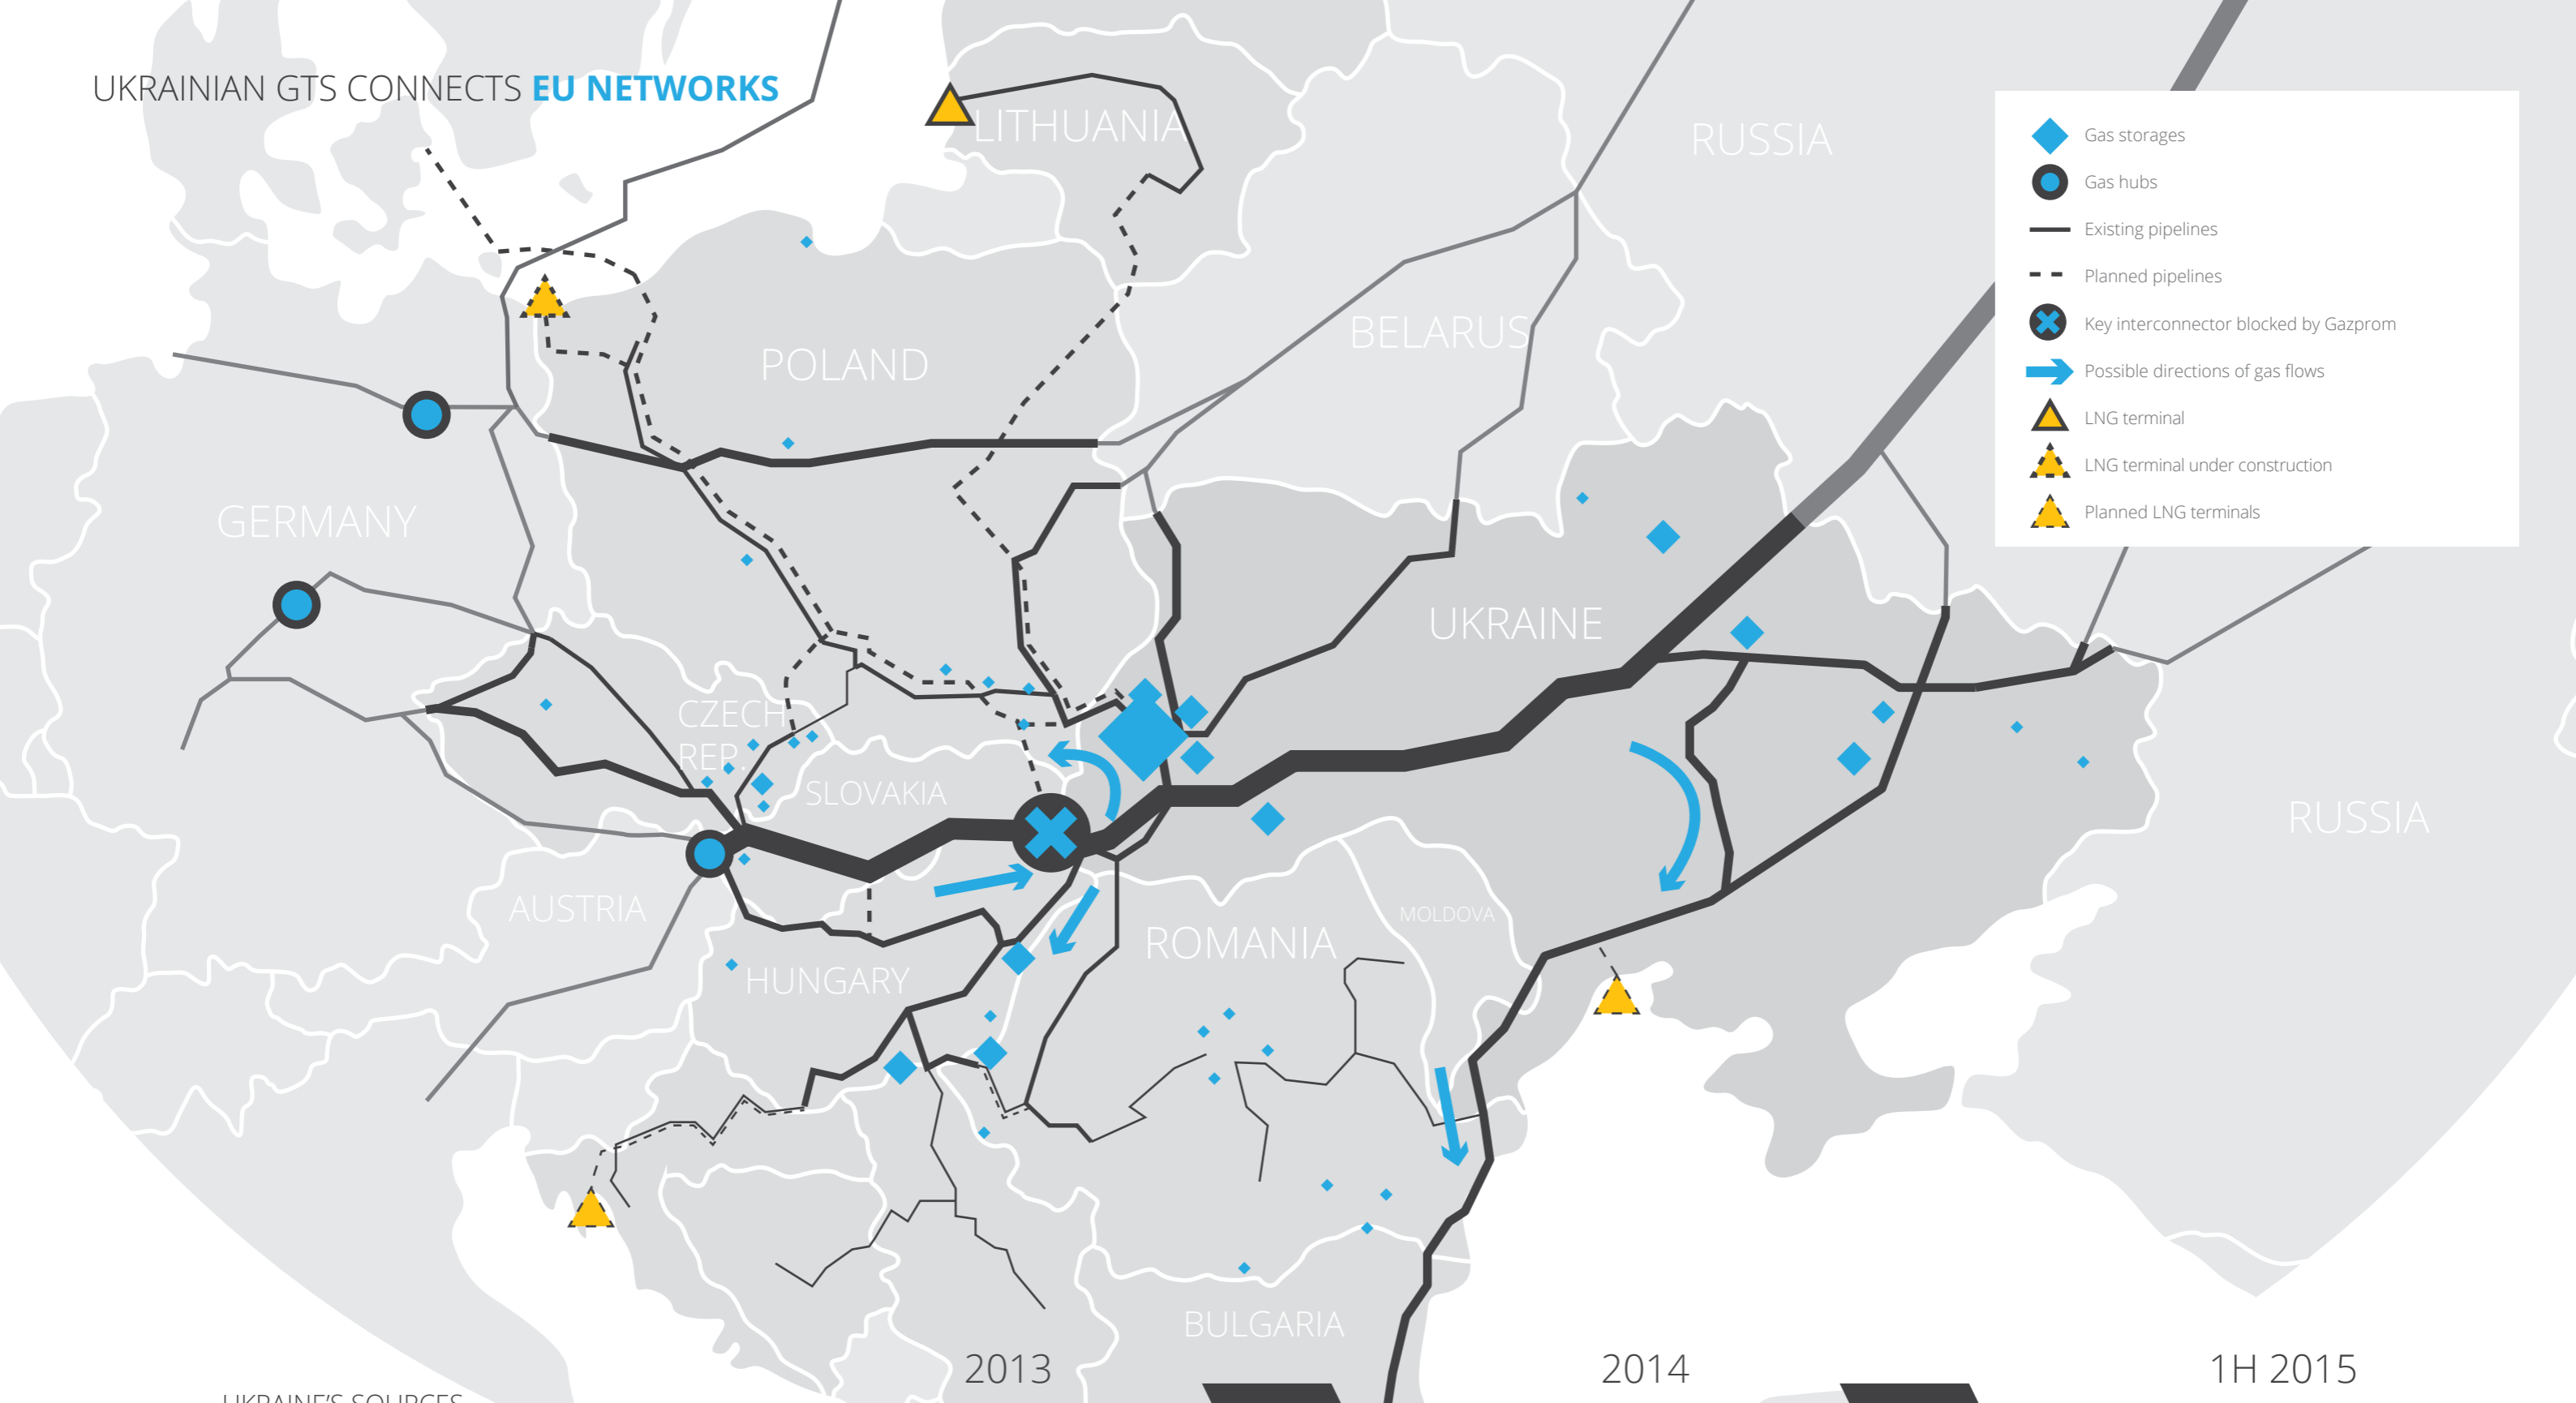 UKRAINIAN GTS CONNECTS EU NETWORKS
LITHUANIA
RUSSIA
Gas storages
Gas hubs
Existing pipelines
Planned pipelines
Key interconnector blocked by Gazprom
Possible directions of gas flows
LNG terminal
LNG terminal under construction
Planned LNG terminals
BELARUS
POLAND
GERMANY
UKRAINE
CZECH
REP.
SLOVAKIA
RUSSIA
AUSTRIA
MOLDOVA
ROMANIA
HUNGARY
BULGARIA
2013
2014
1H 2015
UKRAINE'S SOURCES